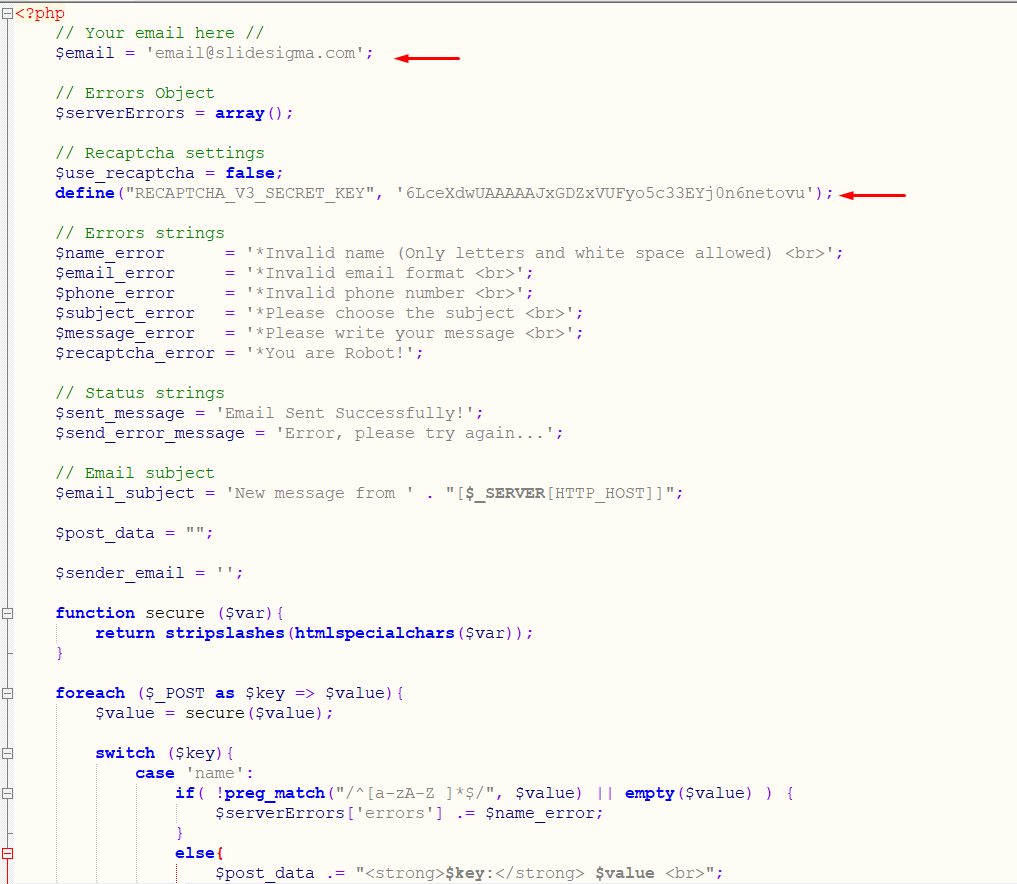 <?php
// Your email here //
$email = 'email@slidesigma.com';
// Errors Object
$serverErrors = array();
// Recaptcha settings
$use_recaptcha = false;
define("RECAPTCHA_V3_SECRET_KEY", '6LceXdwUAAAAAJxGDZxVUFyo5c33EYj0n6netovu');
// Errors strings
$name_error      = '*Invalid name (Only letters and white space allowed) <br>';
$email_error     = '*Invalid email format <br>';
$phone_error     = '*Invalid phone number <br>';
$subject_error   = '*Please choose the subject <br>';
$message_error   = '*Please write your message <br>';
$recaptcha_error = '*You are Robot!';
// Status strings
$sent_message = 'Email Sent Successfully!';
$send_error_message = 'Error, please try again...';
// Email subject
$email_subject = 'New message from ' . "[$_SERVER[HTTP_HOST]]";
$post_data = "";
$sender_email = '';
function secure ($var){
return stripslashes(htmlspecialchars($var));
}
foreach ($_POST as $key => $value){
$value = secure($value);
switch ($key){
case 'name':
if( !preg_match("/^[a-zA-Z ]*$/", $value) || empty($value) ) {
$serverErrors['errors'] .= $name_error;
}
else{
$post_data .= "<strong>$key:</strong> $value <br>";